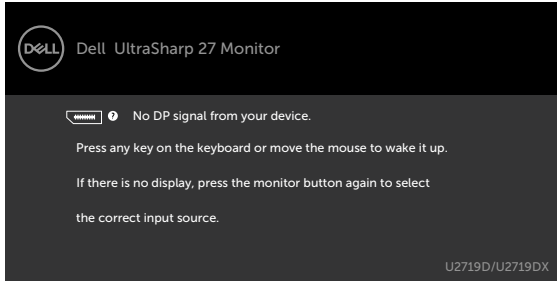 DELL
Dell UltraSharp 27 Monitor
? No DP signal from your device.
Press any key on the keyboard or move the mouse to wake it up.
If there is no display, press the monitor button again to select
the correct input source.
U2719D/U2719DX